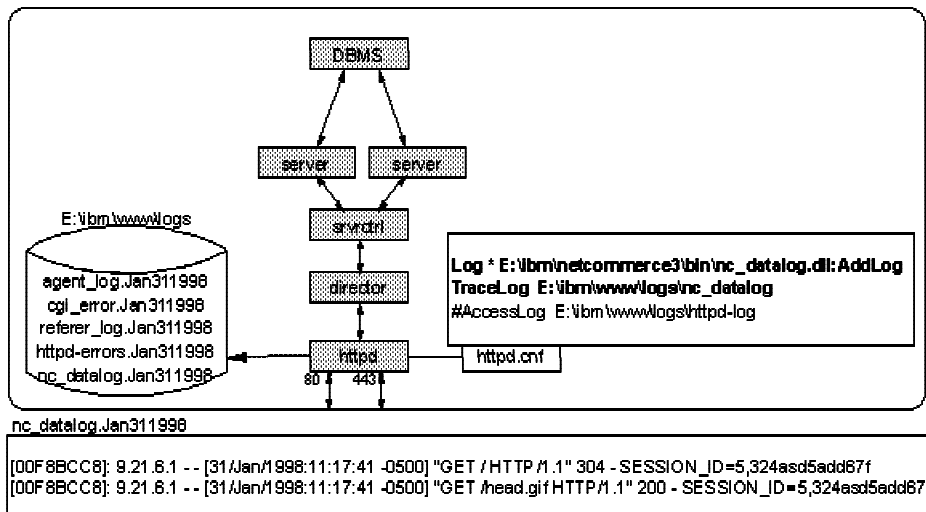 DBMS
server
server
srvrctrl
E:\ibm\www\logs
agent_log.Jan311998
cgi_error.Jan311998
referer_log.Jan311998
httpd-errors.Jan311998
nc_datalog.Jan311998
director
Log * E:\ibm\netcommerce3\bin\nc_datalog.dll:AddLog
TraceLog E:\ibm\www\logs\nc_datalog
#AccessLog E:\ibm\www\logs\httpd-log
httpd
httpd.cnf
80
443
nc_datalog.Jan311998
[00F8BCC8]: 9.21.6.1 - - [31/Jan/1998:11:17:41 -0500] "GET / HTTP/1.1" 304 - SESSION_ID=5,324asd5add67f
[00F8BCC8]: 9.21.6.1 - - [31/Jan/1998:11:17:41 -0500] "GET /head.gif HTTP/1.1" 200 - SESSION_ID=5,324asd5add67